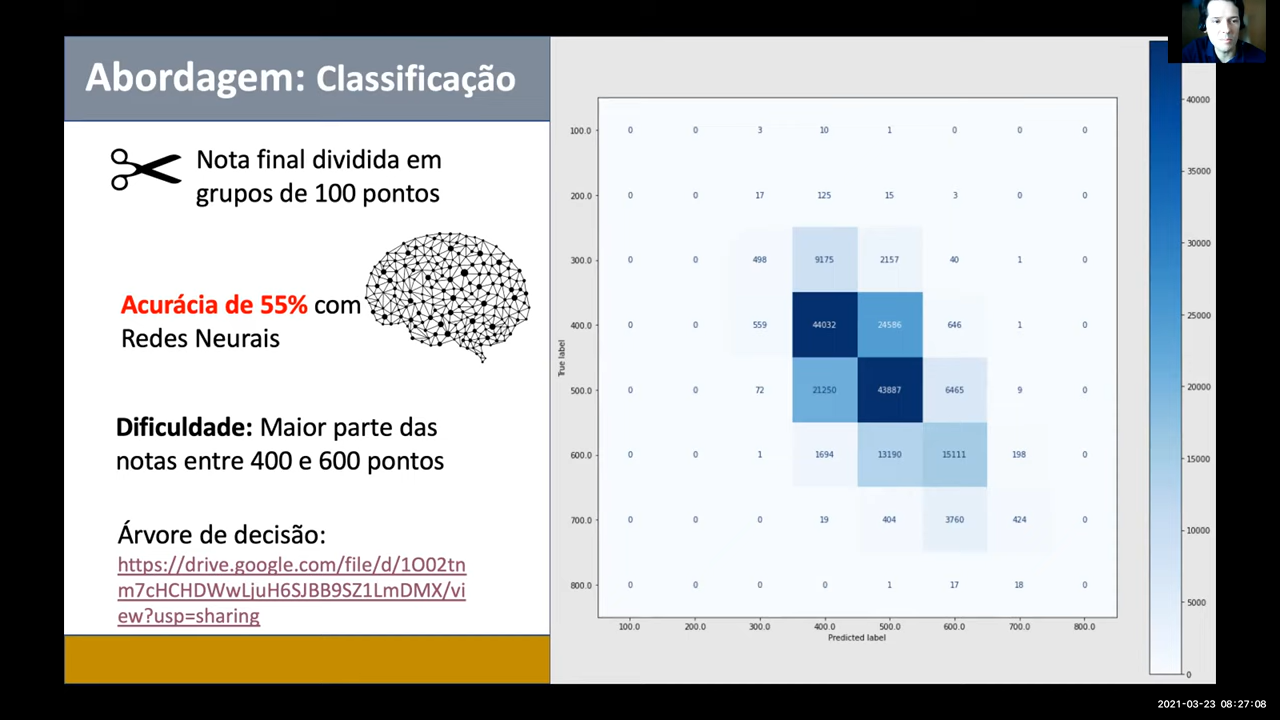 Abordagem: Classificação
Nota final dividida em
grupos de 100 pontos
Acurácia de 55% com
Redes Neurais
Dificuldade: Maior parte das
notas entre 400 e 600 pontos
Árvore de decisão:
https://drive.google.com/file/d/1O02tn
m7cHCHDWwLjuH6SJBB9SZ1LmDMX/vi
ew?usp=sharing
True label
100.0 0 0 3 10 1 0 0 0
200.0 0 0 17 125 15 3 0 0
300.0 0 0 498 9175 2157 40 1 0
400.0 0 0 559 44032 24586 646 1 0
500.0 0 0 72 21250 43887 6465 9 0
600.0 0 0 1 1694 13190 15111 198 0
700.0 0 0 0 19 404 3760 424 0
800.0 0 0 0 0 1 17 18 0
100.0 200.0 300.0 400.0 500.0 600.0 700.0 800.0
Predicted label
40000
35000
30000
25000
20000
15000
10000
5000
0
2021-03-23 08:27:08